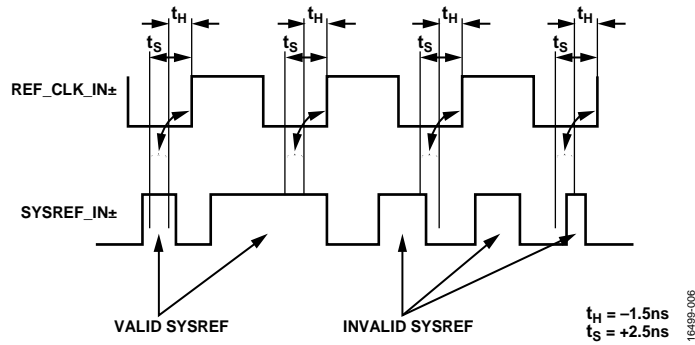 tH tH tH tH
tS tS tS tS
REF_CLK_IN±
SYSREF_IN±
VALID SYSREF INVALID SYSREF
tH = –1.5ns
tS = +2.5ns
16499-006